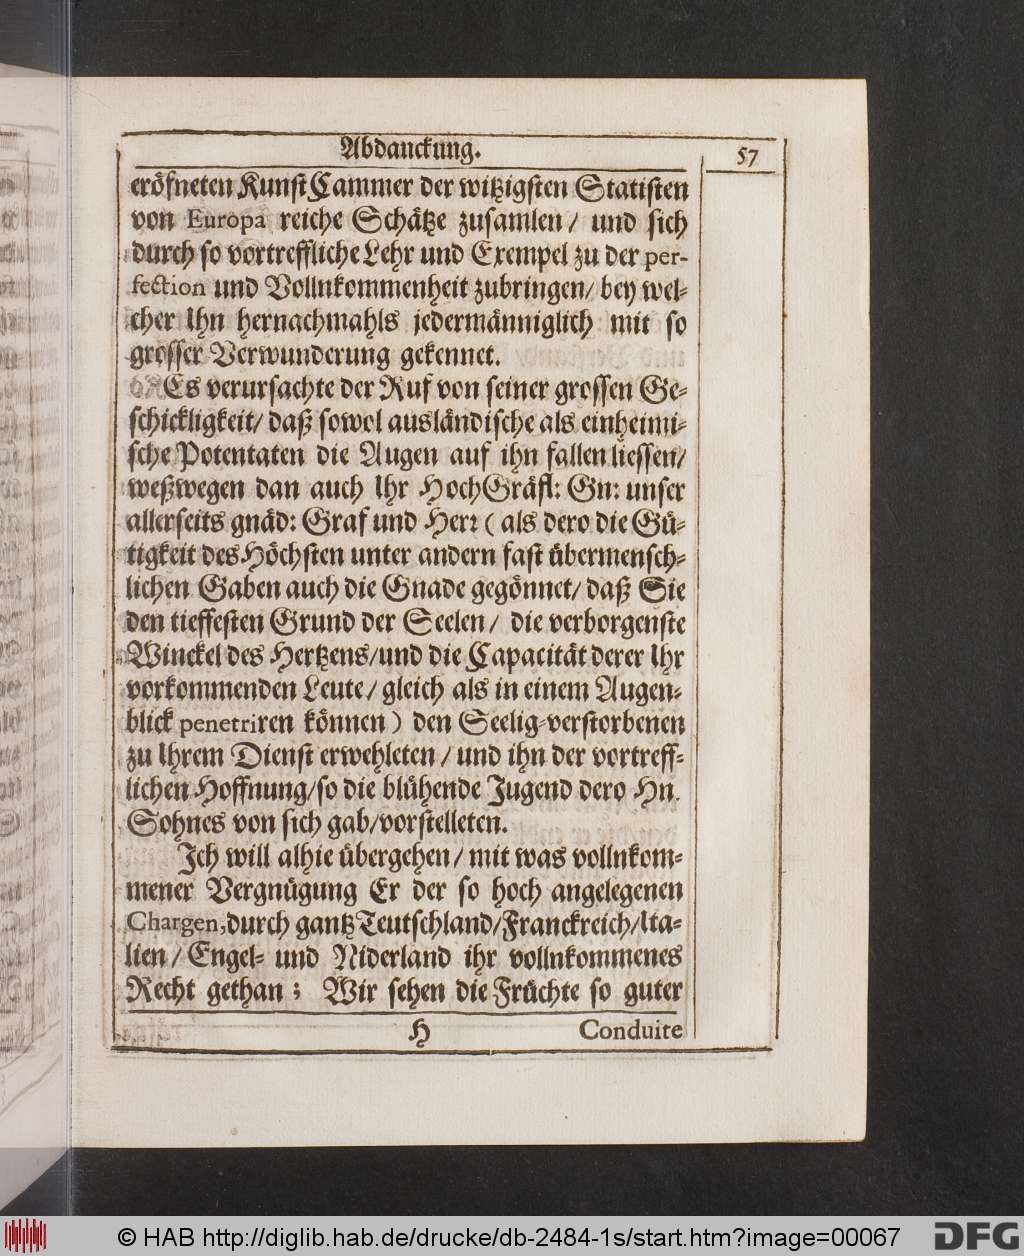 Abdanckung.
57
eröfneten KunstCammer der witzigsten Statisten
von Europa reiche Schätze zusamlen / und sich
durch so vortreffliche Lehr und Exempel zu der per-
fection und Vollnkommenheit zubringen / bey wel-
cher Ihn hernachmahls jedermänniglich mit so
grosser Verwunderung gekennet.
Es verursachte der Ruf von seiner grossen Ge-
schickligkeit / daß sowol ausländische als einheimi-
sche Potentaten die Augen auf ihn fallen liessen /
weßwegen dan auch Ihr HochGräfl: Gn: unser
allerseits gnäd: Graf und Herr ( als dero die Gü-
tigkeit des Höchsten unter andern fast übermensch-
lichen Gaben auch die Gnade gegönnet / daß Sie
den tieffesten Grund der Seelen / die verborgenste
Winckel des Hertzens / und die Capacität derer Ihr
vorkommenden Leute / gleich als in einem Augen-
blick penetriren können ) den Seelig-verstorbenen
zu Ihrem Dienst erwehleten / und ihn der vortreff-
lichen Hoffnung / so die blühende Jugend dero Hn.
Sohnes von sich gab / vorstelleten.
Ich will alhie übergehen / mit was vollnkom-
mener Vergnügung Er der so hoch angelegenen
Chargen, durch gantz Teutschland / Franckreich / Ita-
lien / Engel- und Niderland ihr vollnkommenes
Recht gethan ; Wir sehen die Früchte so guter
H
Conduite
© HAB http://diglib.hab.de/drucke/db-2484-1s/start.htm?image=00067
DFG